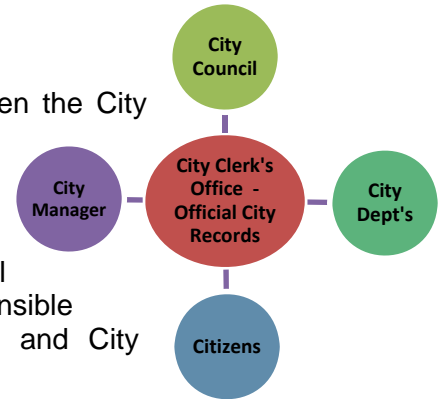 City
Council
en the City
City
Manager
City Clerk's
Office -
Official City
Records
City
Dept's
nsible
and City
Citizens